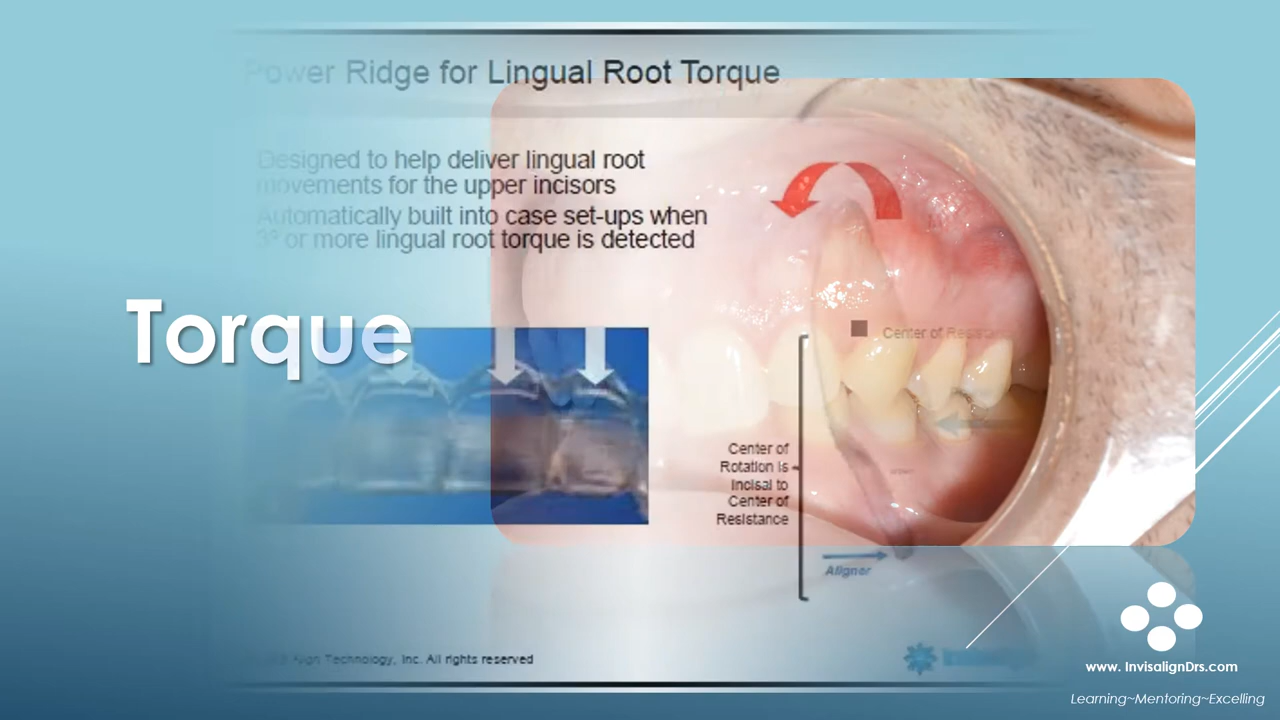 Power Ridge for Lingual Root Torque
Designed to help deliver lingual root
movements for the upper incisors
Automatically built into case set-ups when
3° or more lingual root torque is detected
Torque
Center of
Center of
Rotation is
Incisal to
Center of
Resistance
Aligner
Align Technology, Inc. All rights reserved
www. InvisalignDrs.com
Learning~Mentoring~Excelling